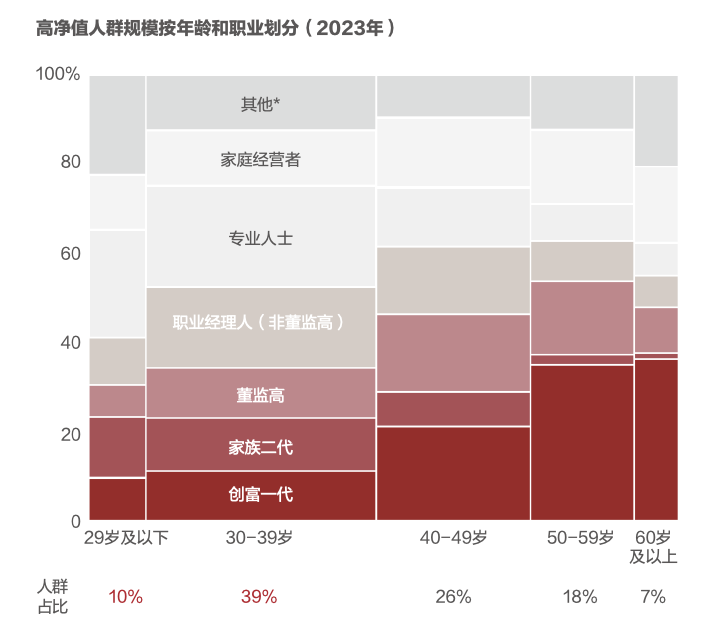 高净值人群规模按年龄和职业划分（2023年）
100%
80
60
40
20
0
其他*
家庭经营者
专业人士
职业经理人（非董监高）
董监高
家族二代
创富一代
29岁及以下 30-39岁 40-49岁 50-59岁 60岁
及以上
人群
占比
10% 39% 26% 18% 7%